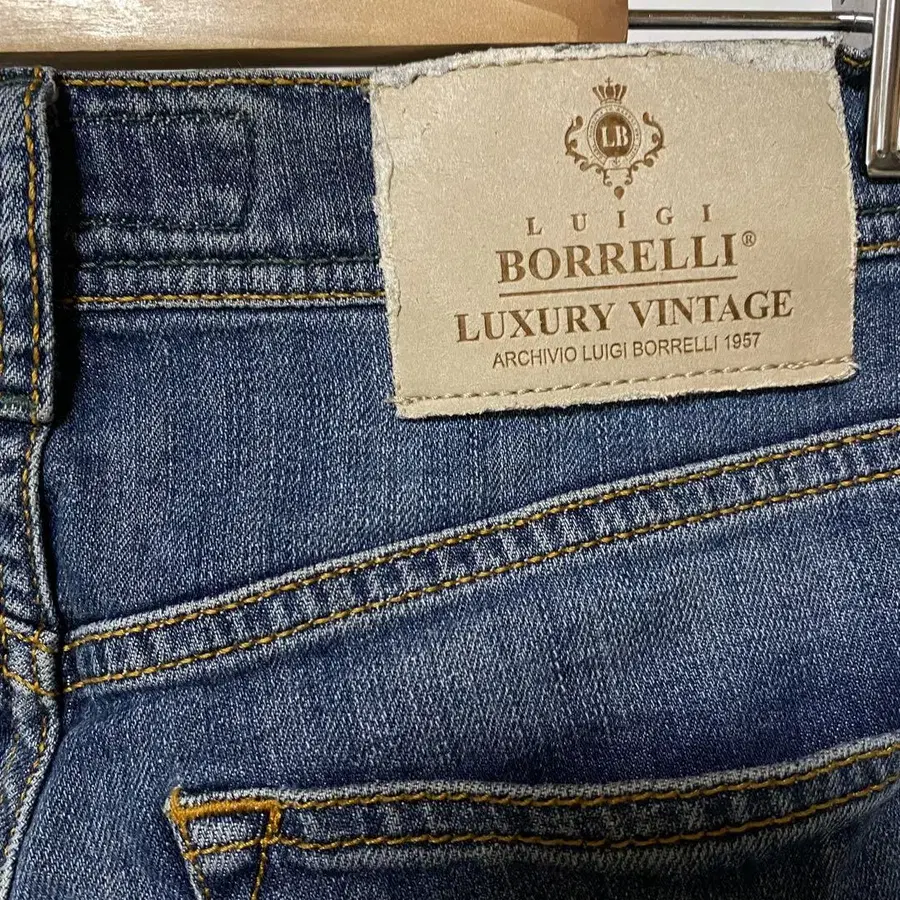 LB
LUIGI
BORRELLI®
LUXURY VINTAGE
ARCHIVIO LUIGI BORRELLI 1957